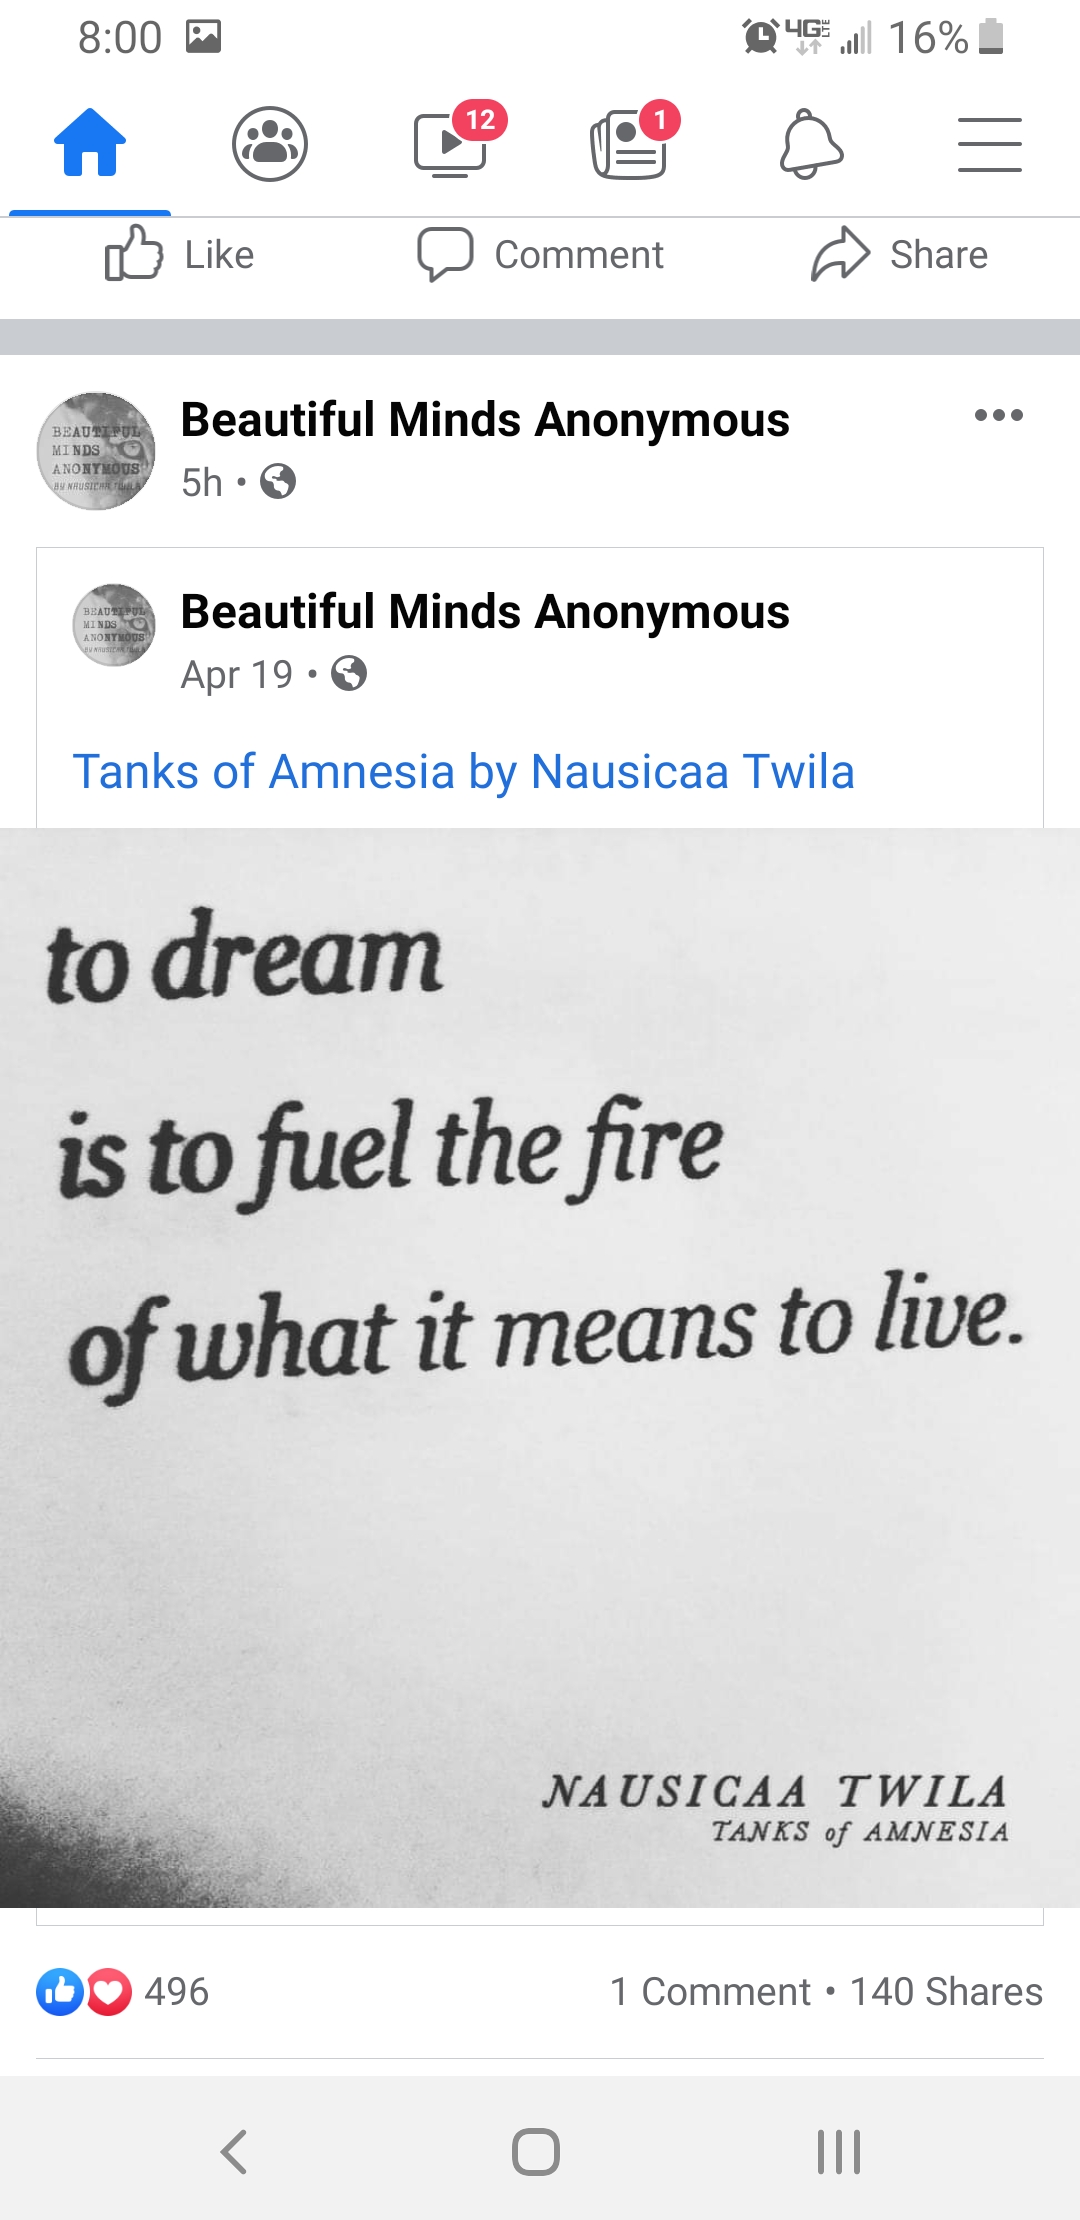 8:00 4G LTE 16%
12 1
Like Comment Share
BEAUTIFUL
MINDS
ANONYMOUS
BY NAUSICAA TWILA
Beautiful Minds Anonymous
5h •
BEAUTIFUL
MINDS
ANONYMOUS
BY NAUSICAA TWILA
Beautiful Minds Anonymous
Apr 19 •
Tanks of Amnesia by Nausicaa Twila
to dream
is to fuel the fire
of what it means to live.
NAUSICAA TWILA
TANKS of AMNESIA
496 1 Comment • 140 Shares